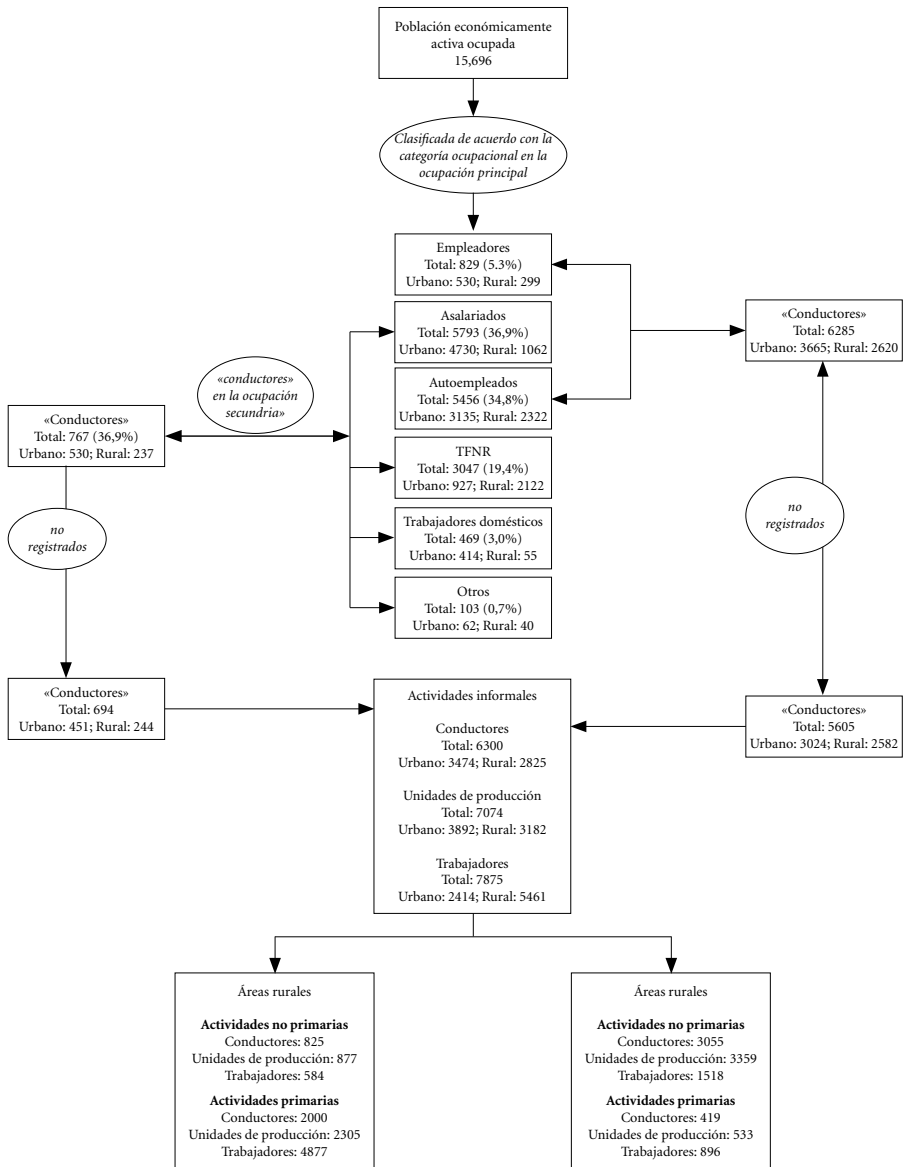 Población económicamente
activa ocupada
15,696
Clasificada de acuerdo con la
categoría ocupacional en la
ocupación principal
Empleadores
Total: 829 (5.3%)
Urbano: 530; Rural: 299
Asalariados
Total: 5793 (36,9%)
Urbano: 4730; Rural: 1062
Autoempleados
Total: 5456 (34,8%)
Urbano: 3135; Rural: 2322
TFNR
Total: 3047 (19,4%)
Urbano: 927; Rural: 2122
Trabajadores domésticos
Total: 469 (3,0%)
Urbano: 414; Rural: 55
Otros
Total: 103 (0,7%)
Urbano: 62; Rural: 40
«conductores»
en la ocupación
secundria»
«Conductores»
Total: 767 (36,9%)
Urbano: 530; Rural: 237
no
registrados
«Conductores»
Total: 694
Urbano: 451; Rural: 244
«Conductores»
Total: 6285
Urbano: 3665; Rural: 2620
no
registrados
«Conductores»
Total: 5605
Urbano: 3024; Rural: 2582
Actividades informales
Conductores
Total: 6300
Urbano: 3474; Rural: 2825
Unidades de producción
Total: 7074
Urbano: 3892; Rural: 3182
Trabajadores
Total: 7875
Urbano: 2414; Rural: 5461
Áreas rurales
Actividades no primarias
Conductores: 825
Unidades de producción: 877
Trabajadores: 584
Actividades primarias
Conductores: 2000
Unidades de producción: 2305
Trabajadores: 4877
Áreas rurales
Actividades no primarias
Conductores: 3055
Unidades de producción: 3359
Trabajadores: 1518
Actividades primarias
Conductores: 419
Unidades de producción: 533
Trabajadores: 896